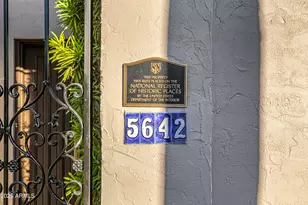 THIS PROPERTY
HAS BEEN PLACED ON THE
NATIONAL REGISTER
OF HISTORIC PLACES
BY THE UNITED STATES
DEPARTMENT OF THE INTERIOR
5642